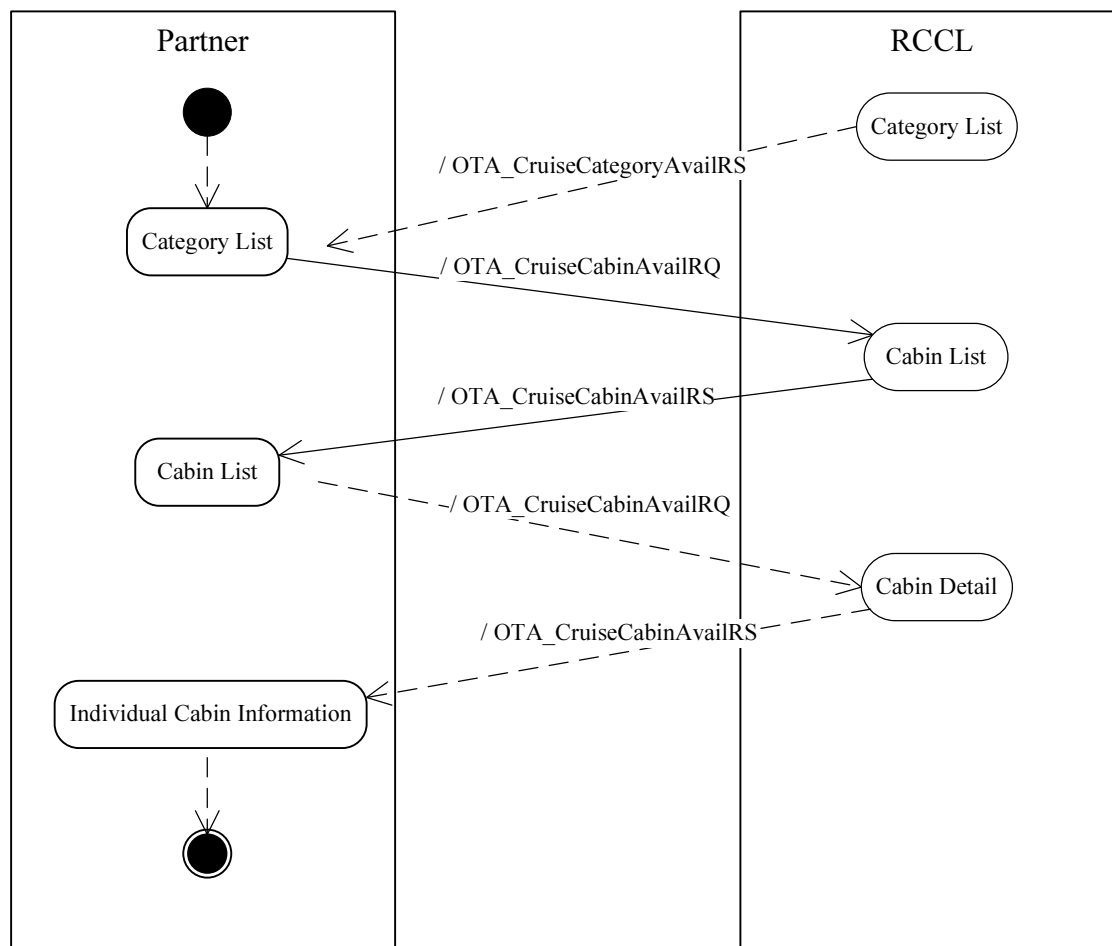 Partner
RCCL
Category List
/ OTA_CruiseCategoryAvailRS
Category List
/ OTA_CruiseCabinAvailRQ
Cabin List
/ OTA_CruiseCabinAvailRS
Cabin List
/ OTA_CruiseCabinAvailRQ
Cabin Detail
/ OTA_CruiseCabinAvailRS
Individual Cabin Information